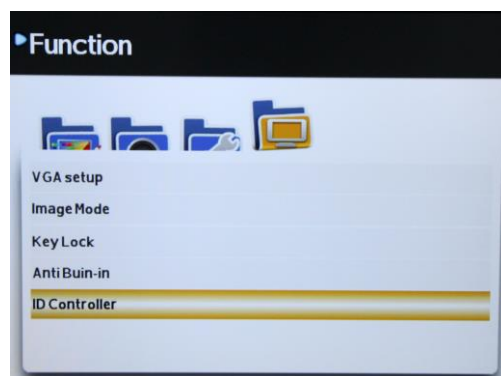 Function
VGA setup
Image Mode
Key Lock
Anti Buin-in
ID Controller